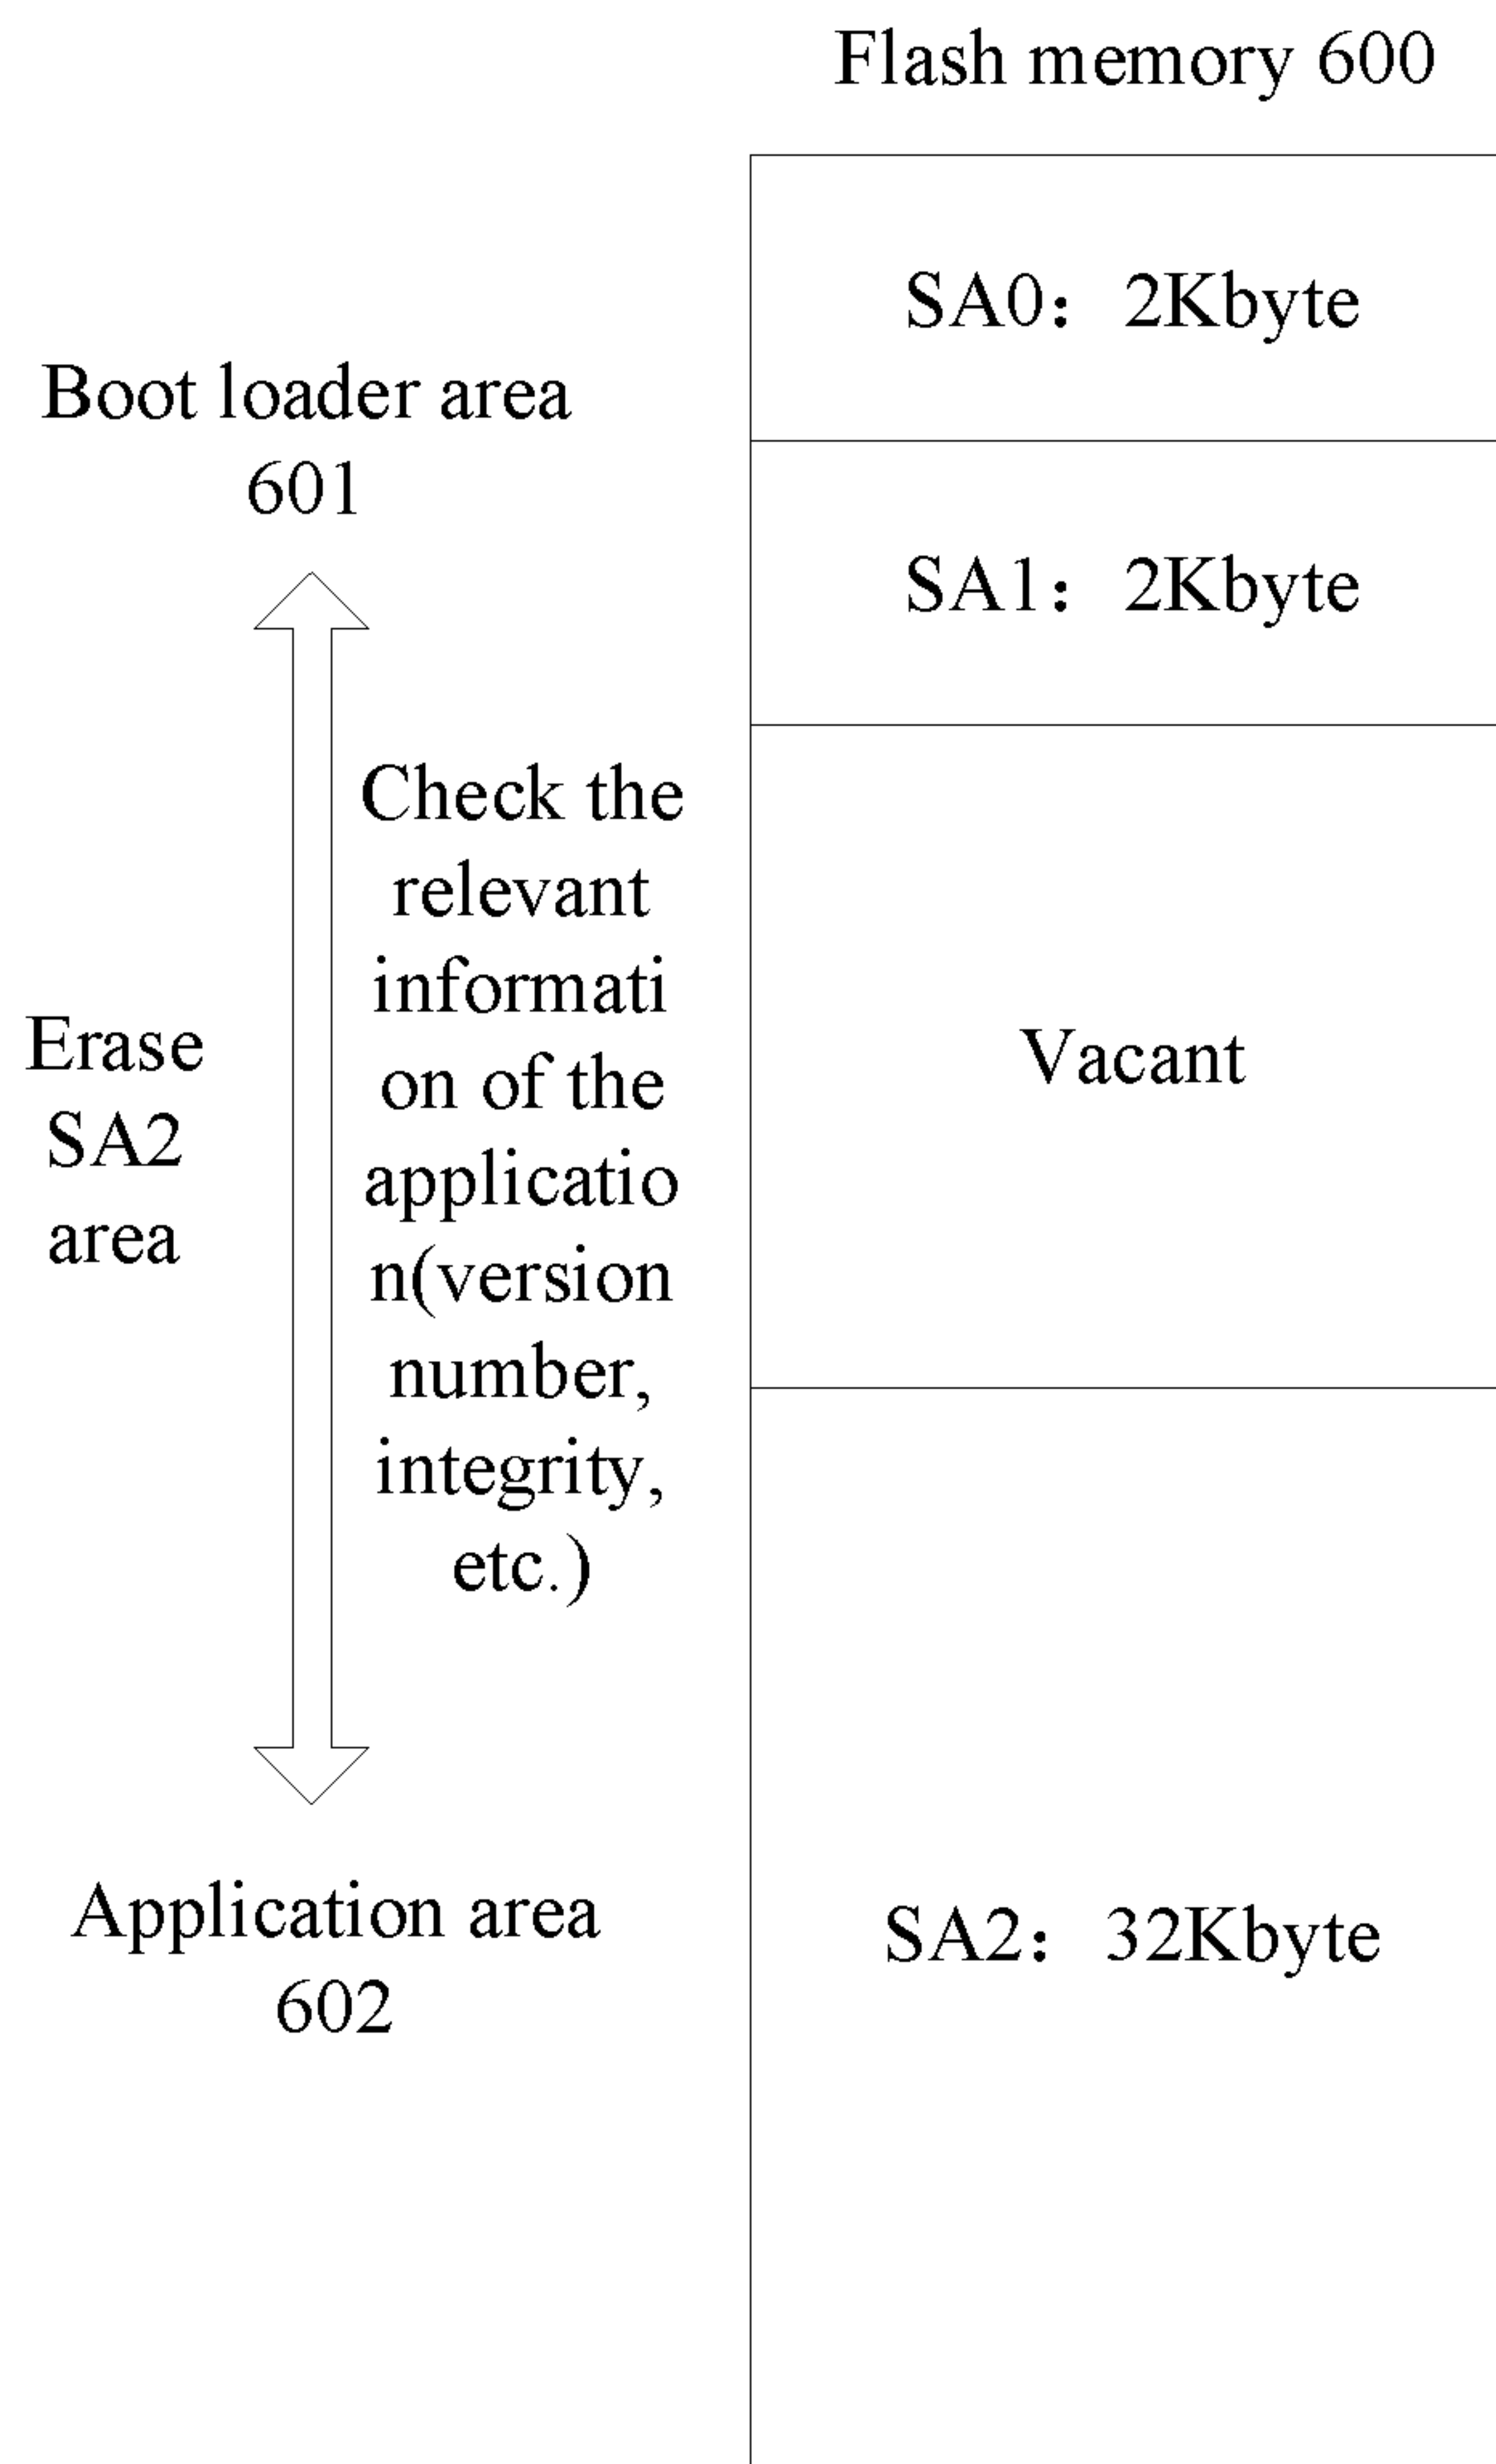 Flash memory 600
SA0：2Kbyte
Boot loader area
601
SA1：2Kbyte
Check the
relevant
informati
on of the
applicatio
n(version
number,
integrity,
etc.)
Erase
SA2
area
Vacant
Application area
602
SA2：32Kbyte